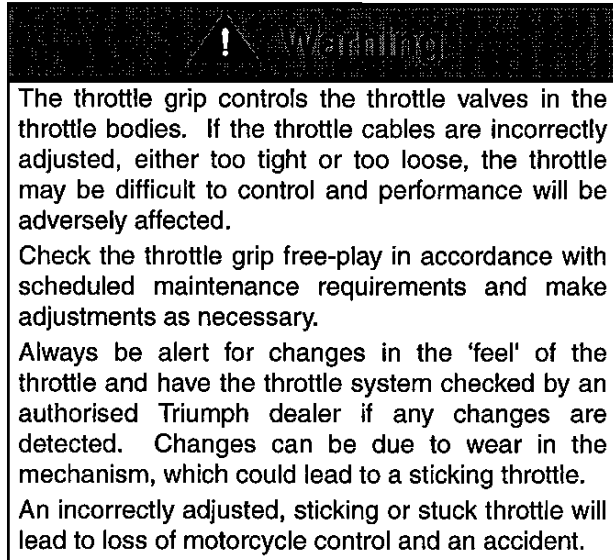 ! Warning
The throttle grip controls the throttle valves in the
throttle bodies. If the throttle cables are incorrectly
adjusted, either too tight or too loose, the throttle
may be difficult to control and performance will be
adversely affected.
Check the throttle grip free-play in accordance with
scheduled maintenance requirements and make
adjustments as necessary.
Always be alert for changes in the 'feel' of the
throttle and have the throttle system checked by an
authorised Triumph dealer if any changes are
detected. Changes can be due to wear in the
mechanism, which could lead to a sticking throttle.
An incorrectly adjusted, sticking or stuck throttle will
lead to loss of motorcycle control and an accident.